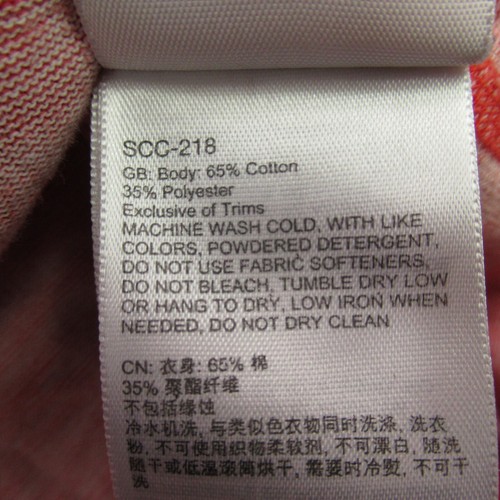 SCC-218
GB: Body: 65% Cotton
35% Polyester
Exclusive of Trims
MACHINE WASH COLD, WITH LIKE
COLORS, POWDERED DETERGENT,
DO NOT USE FABRIC SOFTENERS,
DO NOT BLEACH, TUMBLE DRY LOW
OR HANG TO DRY, LOW IRON WHEN
NEEDED, DO NOT DRY CLEAN
CN: 衣身: 65% 棉
35% 聚酯纤维
不包括缘蚀
冷水机洗, 与类似色衣物同时洗涤, 洗衣
粉, 不可使用织物柔软剂, 不可漂白, 随洗
随干或低温滚筒烘干, 需要时冷熨, 不可干
洗